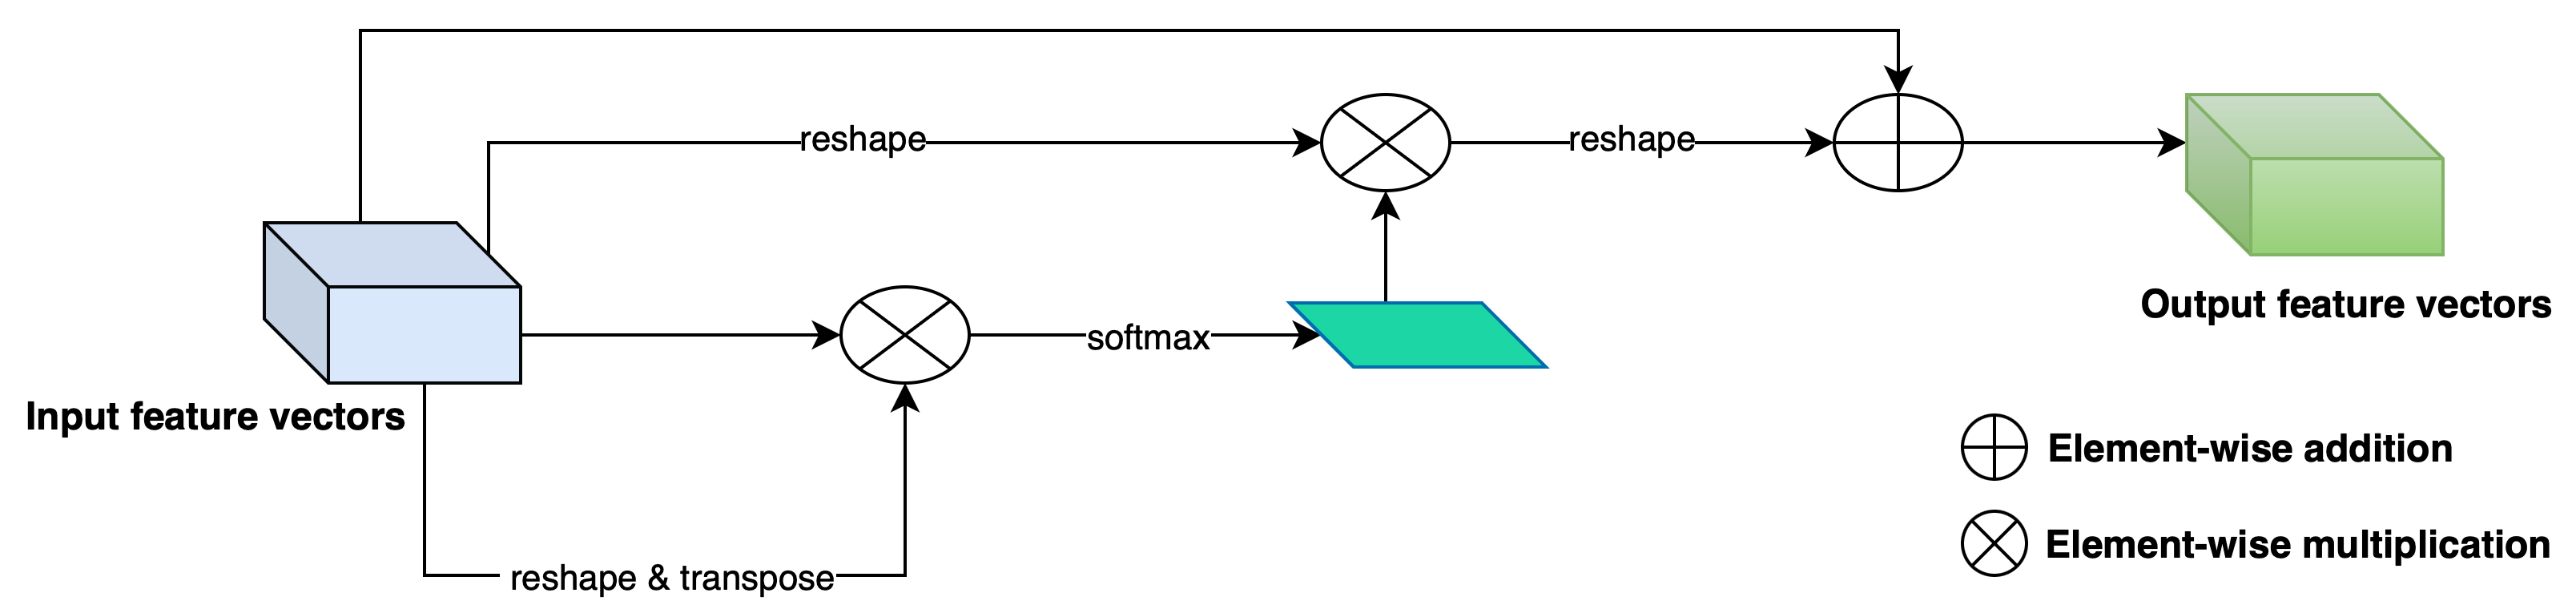 reshape
reshape
Output feature vectors
softmax
Input feature vectors
Element-wise addition
Element-wise multiplication
reshape & transpose